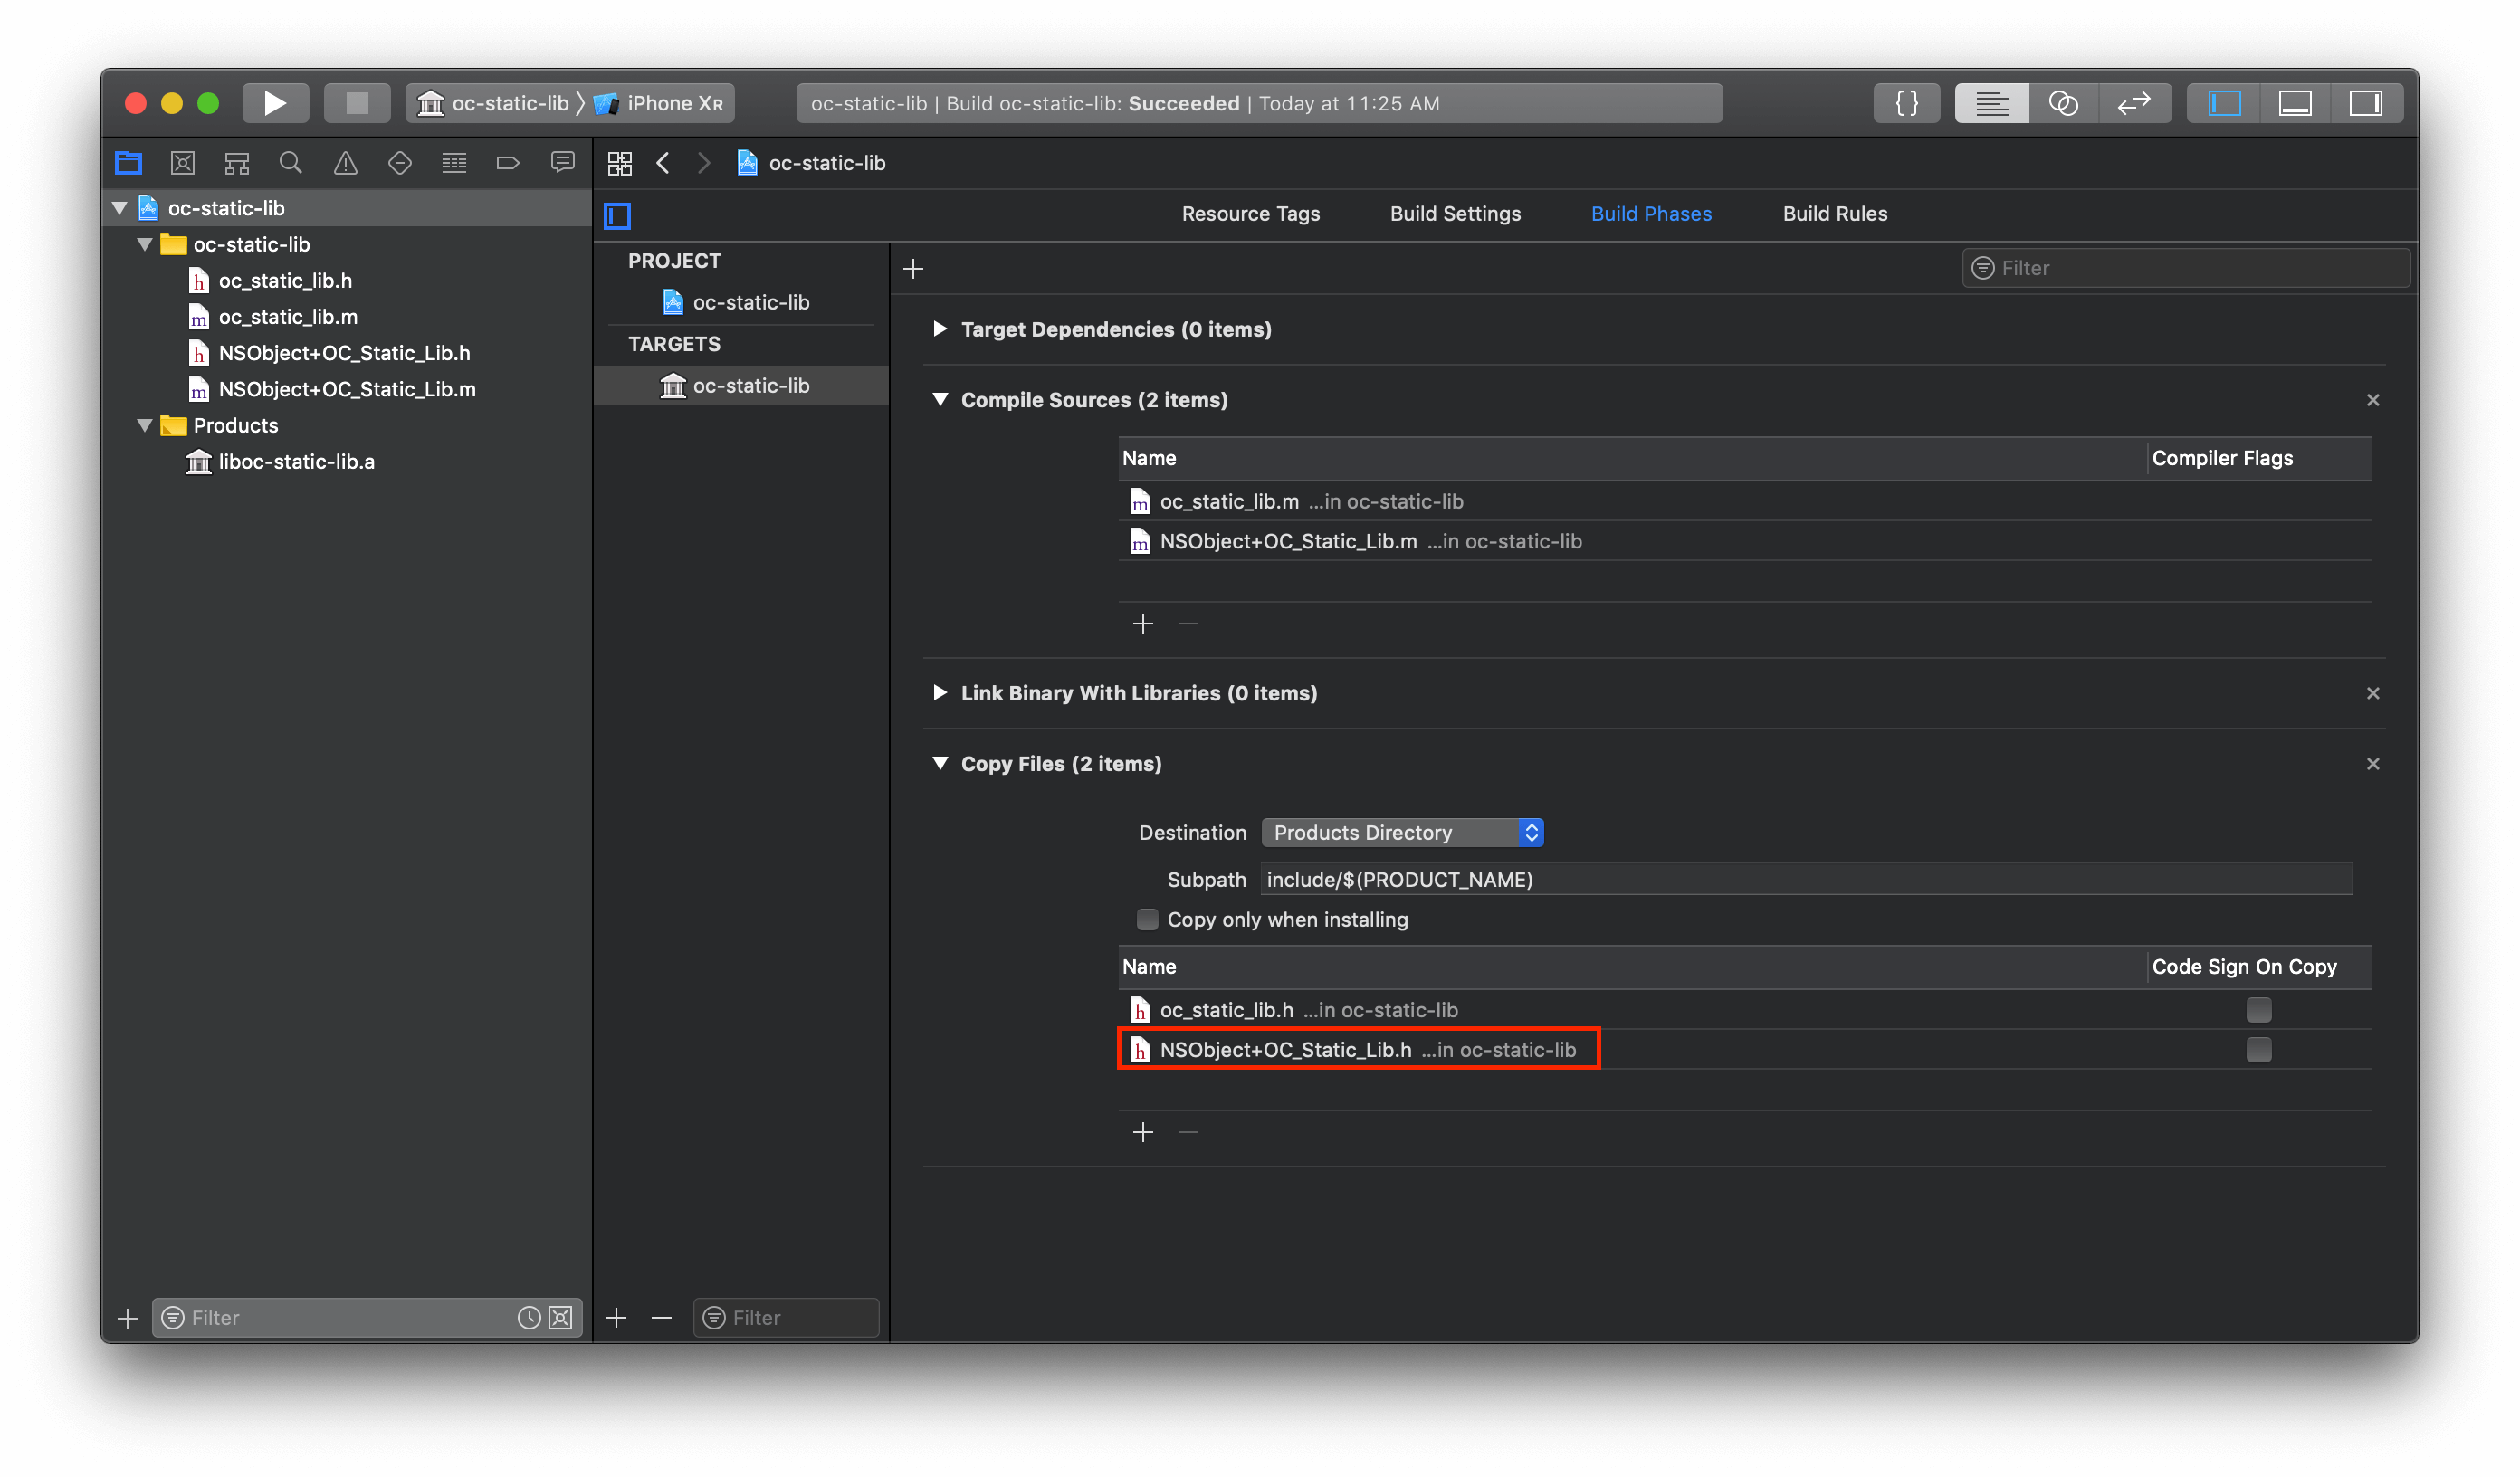 oc-static-lib 〉 iPhone XR
oc-static-lib | Build oc-static-lib: Succeeded | Today at 11:25 AM
{ }
oc-static-lib
oc-static-lib
oc-static-lib
h oc_static_lib.h
m oc_static_lib.m
h NSObject+OC_Static_Lib.h
m NSObject+OC_Static_Lib.m
Products
liboc-static-lib.a
Filter
Resource Tags Build Settings Build Phases Build Rules
PROJECT
oc-static-lib
TARGETS
oc-static-lib
Filter
Filter
Target Dependencies (0 items)
Compile Sources (2 items)
Name Compiler Flags
m oc_static_lib.m ...in oc-static-lib
m NSObject+OC_Static_Lib.m ...in oc-static-lib
Link Binary With Libraries (0 items)
Copy Files (2 items)
Destination Products Directory
Subpath include/$(PRODUCT_NAME)
Copy only when installing
Name Code Sign On Copy
h oc_static_lib.h ...in oc-static-lib
h NSObject+OC_Static_Lib.h ...in oc-static-lib